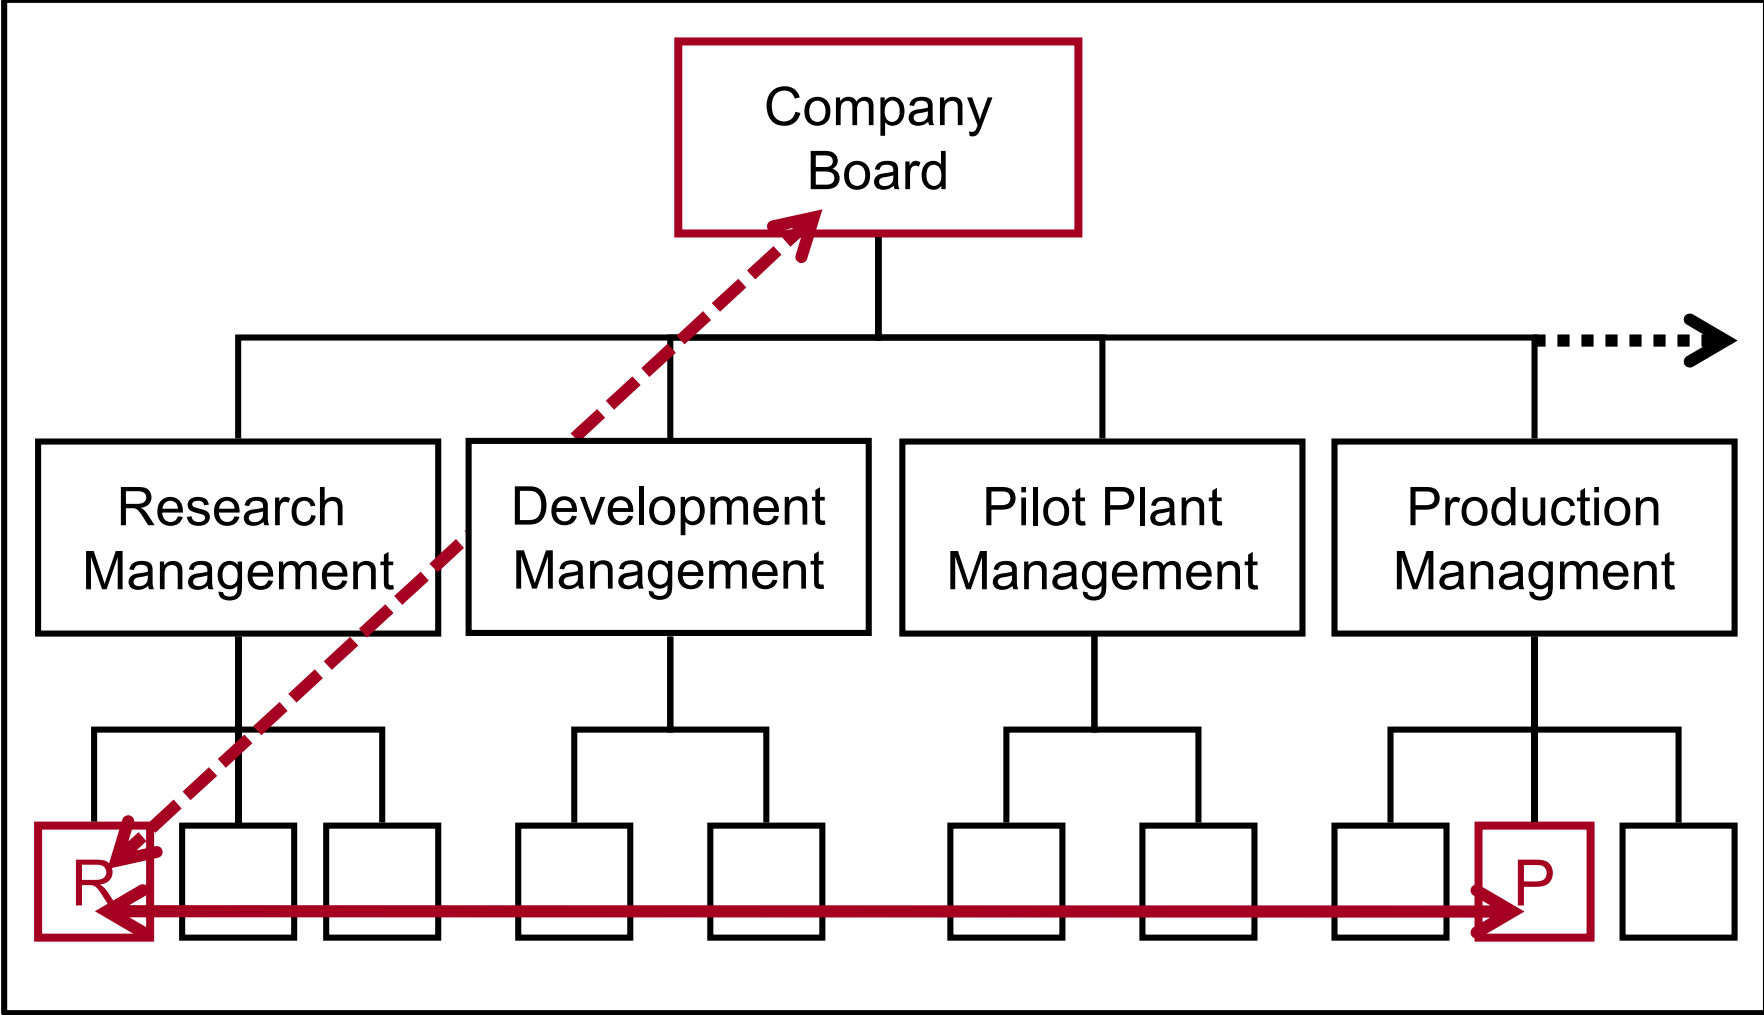 Company
Board
Research
Management
Development
Management
Pilot Plant
Management
Production
Managment
R
P